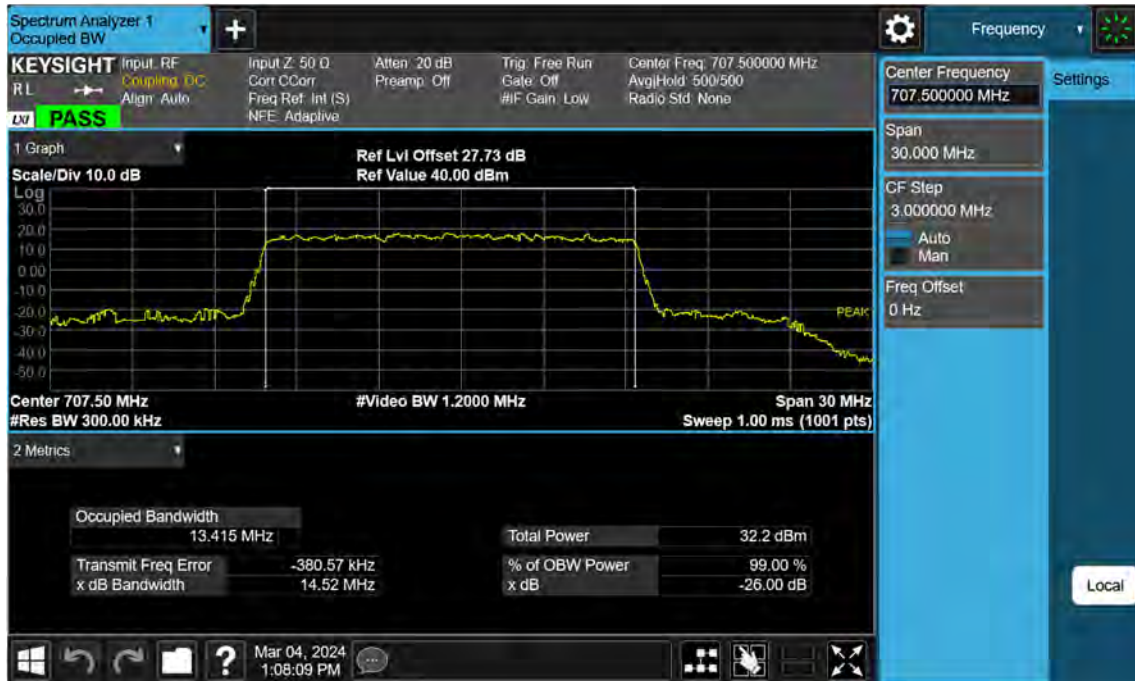 Spectrum Analyzer 1
Occupied BW
+
Frequency
KEYSIGHT Input: RF
Coupling: DC
Align: Auto
Input Z: 50 Ω
Corr CCorr
Freq Ref: Int (S)
NFE: Adaptive
Atten: 20 dB
Preamp: Off
Trig: Free Run
Gate: Off
#IF Gain: Low
Center Freq: 707.500000 MHz
Avg|Hold: 500/500
Radio Std: None
R L
LXI PASS
Center Frequency
707.500000 MHz
Settings
Span
30.000 MHz
CF Step
3.000000 MHz
Auto
Man
Freq Offset
0 Hz
1 Graph
Scale/Div 10.0 dB
Ref Lvl Offset 27.73 dB
Ref Value 40.00 dBm
Log
30.0
20.0
10.0
0.00
-10.0
-20.0
-30.0
-40.0
-50.0
PEAK
Center 707.50 MHz
#Video BW 1.2000 MHz
Span 30 MHz
#Res BW 300.00 kHz
Sweep 1.00 ms (1001 pts)
2 Metrics
Occupied Bandwidth
13.415 MHz
Total Power 32.2 dBm
Transmit Freq Error -380.57 kHz
% of OBW Power 99.00 %
x dB Bandwidth 14.52 MHz
x dB -26.00 dB
Local
?
Mar 04, 2024
1:08:09 PM